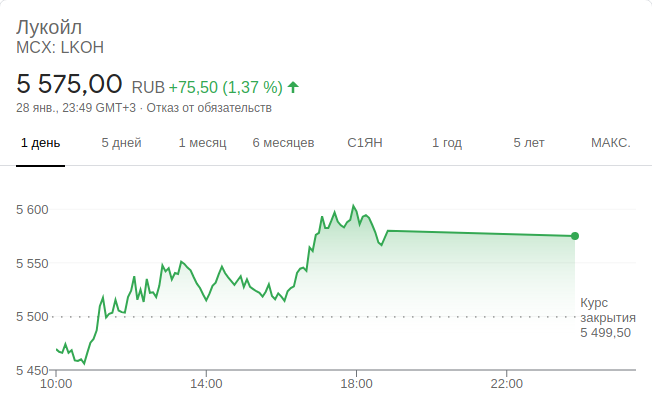 Лукойл
MCX: LKOH
5 575,00 RUB +75,50 (1,37 %)
28 янв., 23:49 GMT+3 · Отказ от обязательств
1 день 5 дней 1 месяц 6 месяцев С1ЯН 1 год 5 лет МАКС.
5 600
5 550
5 500
5 450
Курс
закрытия
5 499,50
10:00 14:00 18:00 22:00